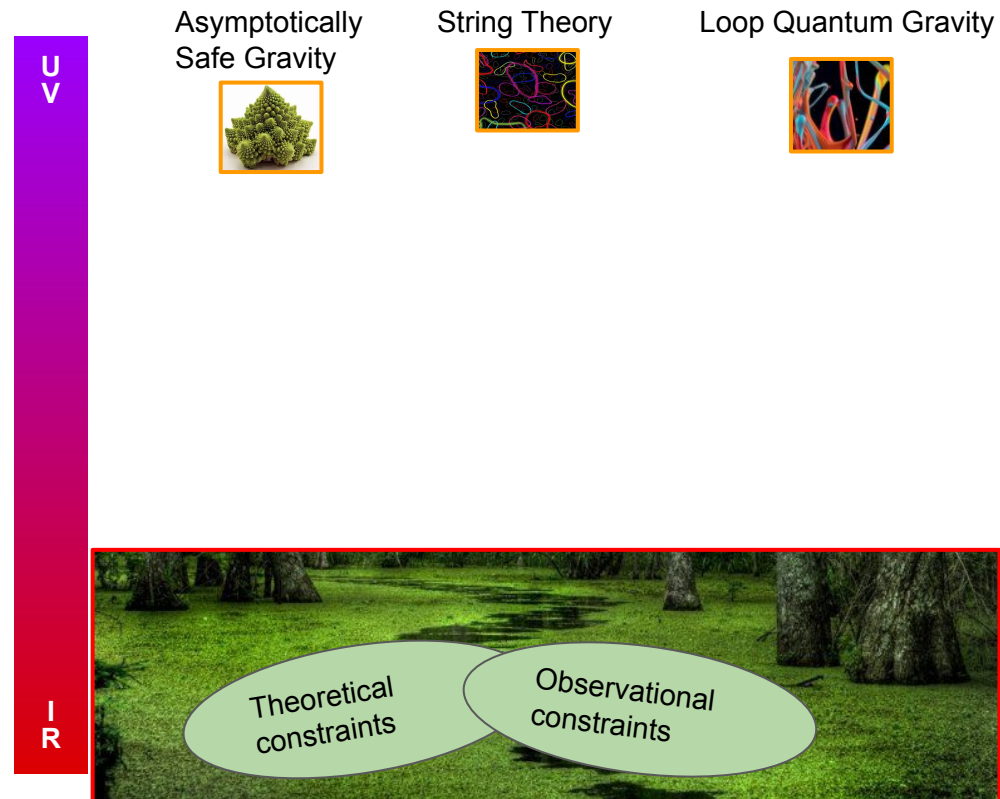 Asymptotically
Safe Gravity
String Theory
Loop Quantum Gravity
U
V
Theoretical
constraints
Observational
constraints
I
R